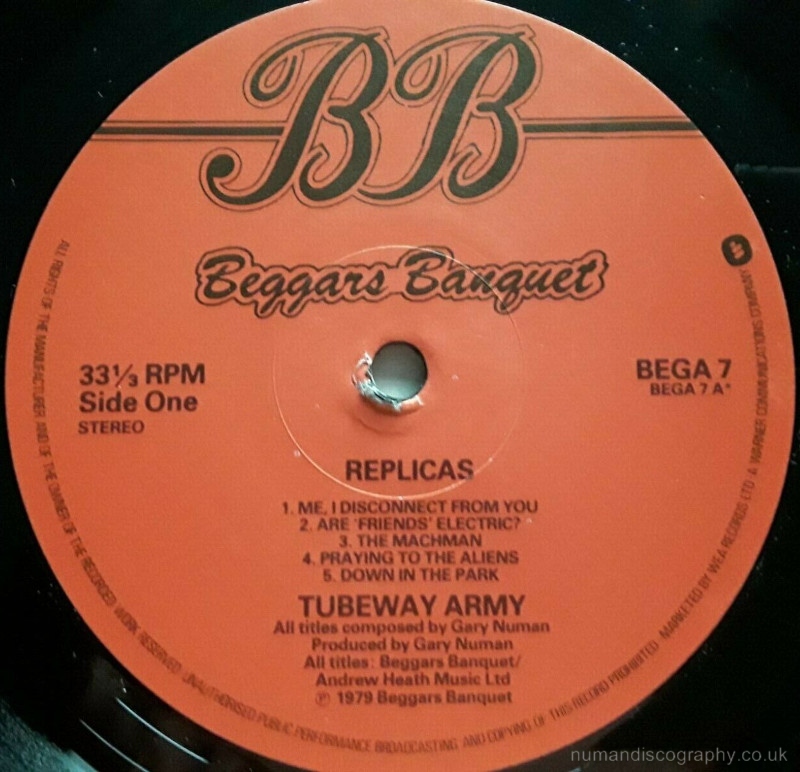 BB
Beggars Banquet
33⅓ RPM
Side One
STEREO
BEGA 7
BEGA 7 A*
REPLICAS
1. ME, I DISCONNECT FROM YOU
2. ARE 'FRIENDS' ELECTRIC?
3. THE MACHMAN
4. PRAYING TO THE ALIENS
5. DOWN IN THE PARK
TUBEWAY ARMY
All titles composed by Gary Numan
Produced by Gary Numan
All titles: Beggars Banquet/
Andrew Heath Music Ltd
℗ 1979 Beggars Banquet
ALL RIGHTS OF THE MANUFACTURER AND OF THE OWNER OF THE RECORDED WORK RESERVED. UNAUTHORISED PUBLIC PERFORMANCE BROADCASTING AND COPYING OF THIS RECORD PROHIBITED. MARKETED BY WEA RECORDS LTD. A WARNER COMMUNICATIONS COMPANY
numandiscography.co.uk